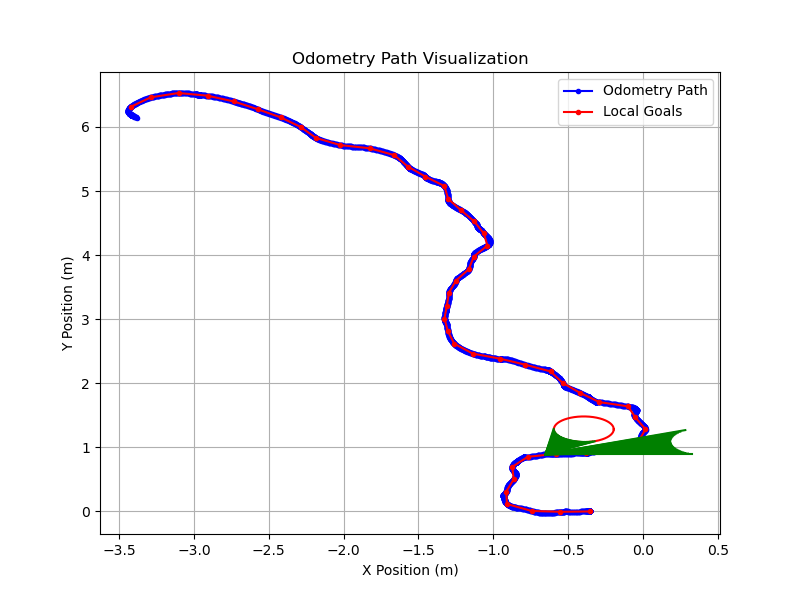 Odometry Path Visualization
Odometry Path
Local Goals
Y Position (m)
6
5
4
3
2
1
0
−3.5 −3.0 −2.5 −2.0 −1.5 −1.0 −0.5 0.0 0.5
X Position (m)